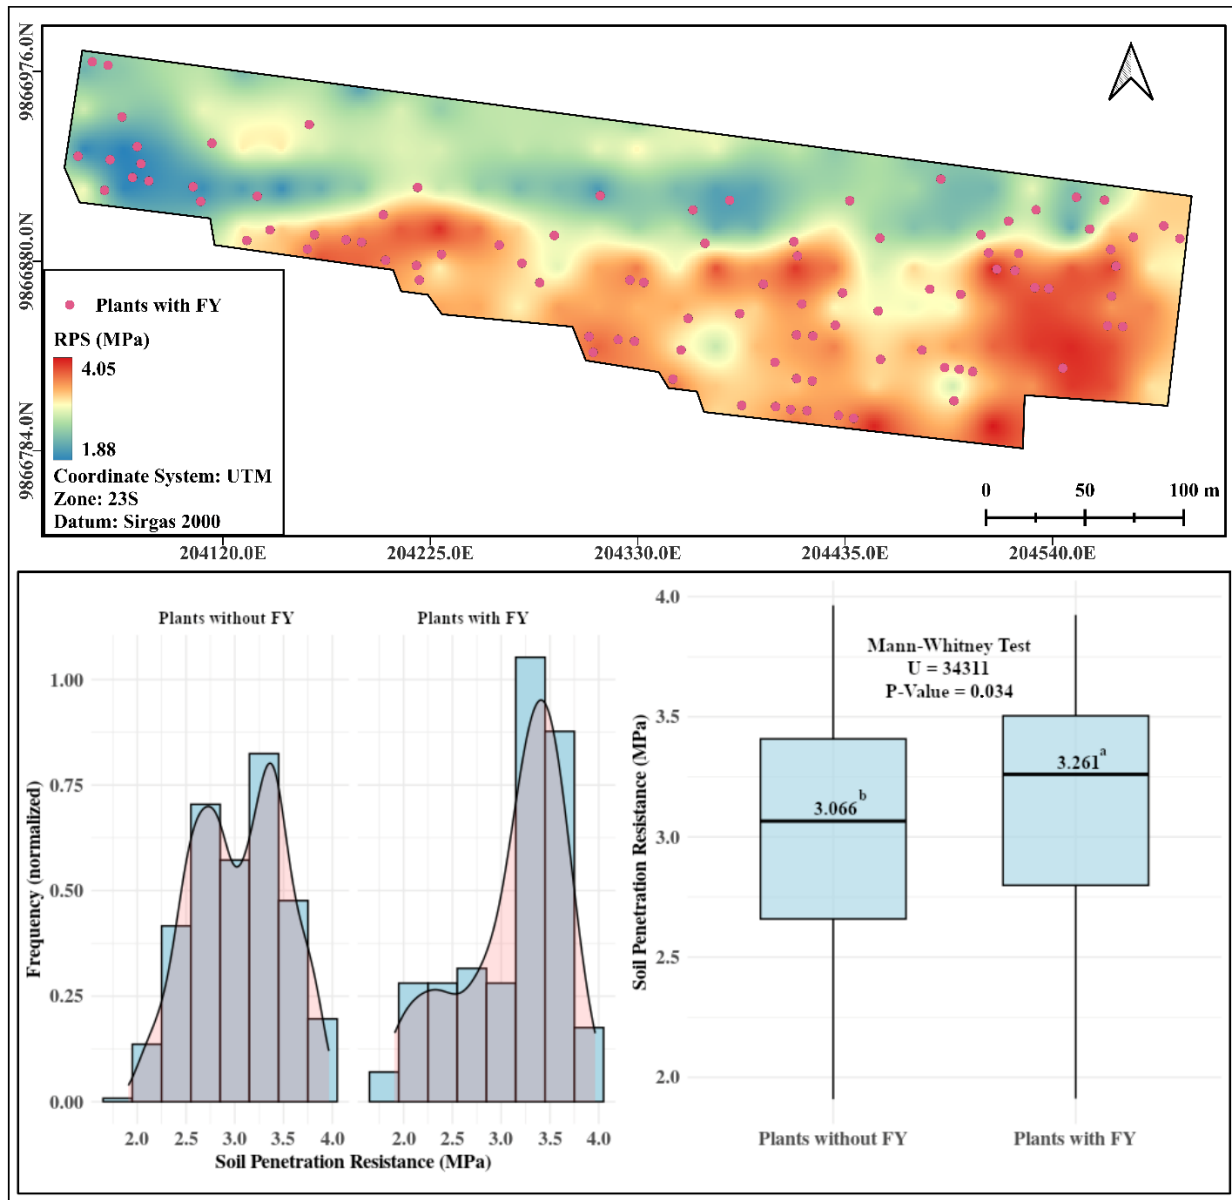 9866976.0N
9866880.0N
9866784.0N
Plants with FY
RPS (MPa)
4.05
1.88
Coordinate System: UTM
Zone: 23S
Datum: Sirgas 2000
0 50 100 m
204120.0E 204225.0E 204330.0E 204435.0E 204540.0E
Plants without FY Plants with FY
Frequency (normalized)
1.00
0.75
0.50
0.25
0.00
2.0 2.5 3.0 3.5 4.0 2.0 2.5 3.0 3.5 4.0
Soil Penetration Resistance (MPa)
Soil Penetration Resistance (MPa)
4.0
3.5
3.0
2.5
2.0
Mann-Whitney Test
U = 34311
P-Value = 0.034
3.066 b
3.261 a
Plants without FY Plants with FY